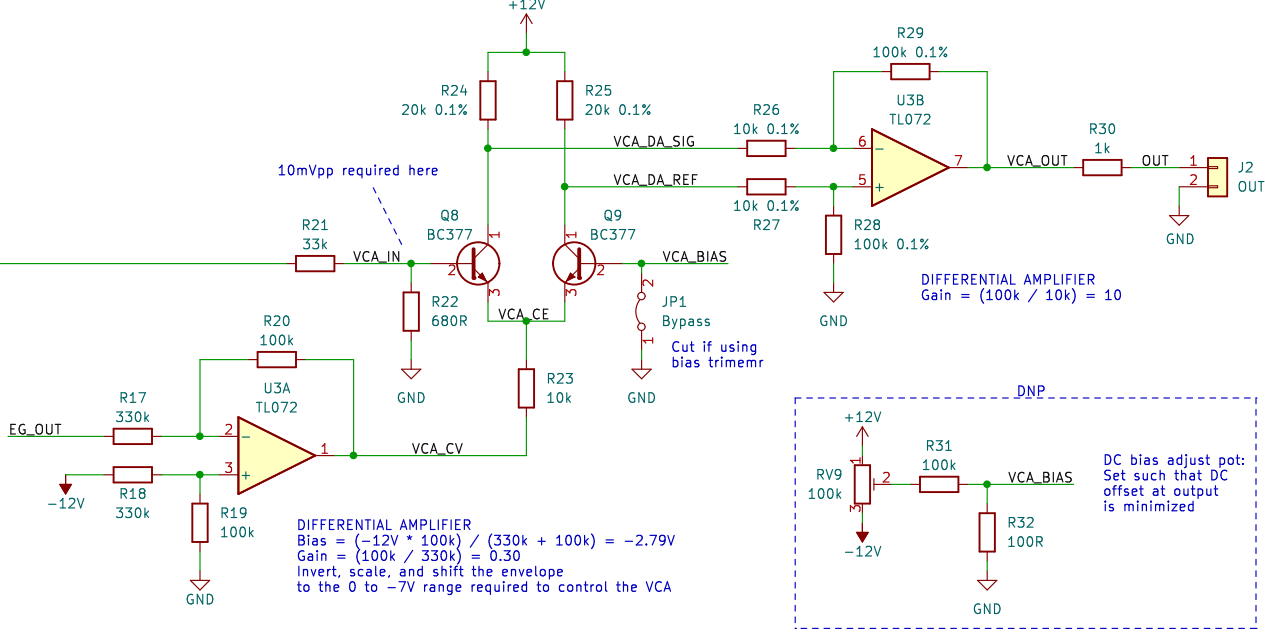 +12V
R24
20k 0.1%
R25
20k 0.1%
R29
100k 0.1%
U3B
TL072
R26
10k 0.1%
VCA_DA_SIG
6
−
7
VCA_OUT
R30
1k
OUT
1
2
J2
OUT
GND
VCA_DA_REF
5
+
10k 0.1%
R27
R28
100k 0.1%
GND
DIFFERENTIAL AMPLIFIER
Gain = (100k / 10k) = 10
10mVpp required here
Q8
BC377
1
2
3
Q9
BC377
1
2
3
R21
33k
VCA_IN
VCA_BIAS
R22
680R
GND
VCA_CE
2
JP1
Bypass
1
Cut if using
bias trimemr
GND
R20
100k
U3A
TL072
R23
10k
R17
330k
EG_OUT
2
−
1
VCA_CV
3
+
−12V
R18
330k
R19
100k
GND
DIFFERENTIAL AMPLIFIER
Bias = (−12V * 100k) / (330k + 100k) = −2.79V
Gain = (100k / 330k) = 0.30
Invert, scale, and shift the envelope
to the 0 to −7V range required to control the VCA
DNP
+12V
1
RV9
100k
2
3
−12V
R31
100k
VCA_BIAS
R32
100R
GND
DC bias adjust pot:
Set such that DC
offset at output
is minimized